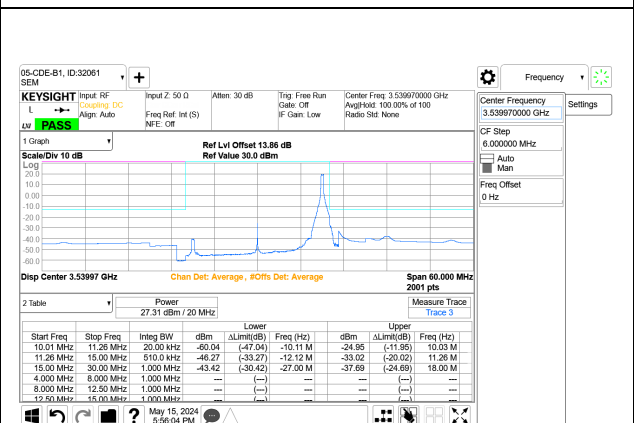 05-CDE-B1, ID:32061
SEM
Frequency
KEYSIGHT
Input: RF
Input Z: 50 Ω
Atten: 30 dB
Trig: Free Run
Center Freq: 3.539970000 GHz
L
Coupling: DC
Gate: Off
Avg|Hold: 100.00% of 100
Align: Auto
Freq Ref: Int (S)
IF Gain: Low
Radio Std: None
LXI PASS
NFE: Off
Center Frequency
3.539970000 GHz
Settings
CF Step
6.000000 MHz
Auto
Man
Freq Offset
0 Hz
1 Graph
Ref Lvl Offset 13.86 dB
Scale/Div 10 dB
Ref Value 30.0 dBm
Log
20.0
10.0
0.00
-10.0
-20.0
-30.0
-40.0
-50.0
-60.0
Disp Center 3.53997 GHz
Chan Det: Average , #Offs Det: Average
Span 60.000 MHz
2001 pts
2 Table
Power
27.31 dBm / 20 MHz
Measure Trace
Trace 3
Lower Upper
Start Freq Stop Freq Integ BW dBm ΔLimit(dB) Freq (Hz) dBm ΔLimit(dB) Freq (Hz)
10.01 MHz 11.26 MHz 20.00 kHz -60.04 (-47.04) -10.11 M -24.95 (-11.95) 10.03 M
11.26 MHz 15.00 MHz 510.0 kHz -46.27 (-33.27) -12.12 M -33.02 (-20.02) 11.26 M
15.00 MHz 30.00 MHz 1.000 MHz -43.42 (-30.42) -27.00 M -37.69 (-24.69) 18.00 M
4.000 MHz 8.000 MHz 1.000 MHz --- (---) --- --- (---) ---
8.000 MHz 12.50 MHz 1.000 MHz --- (---) --- --- (---) ---
12.50 MHz 15.00 MHz 1.000 MHz --- (---) --- --- (---) ---
?
May 15, 2024
5:56:04 PM